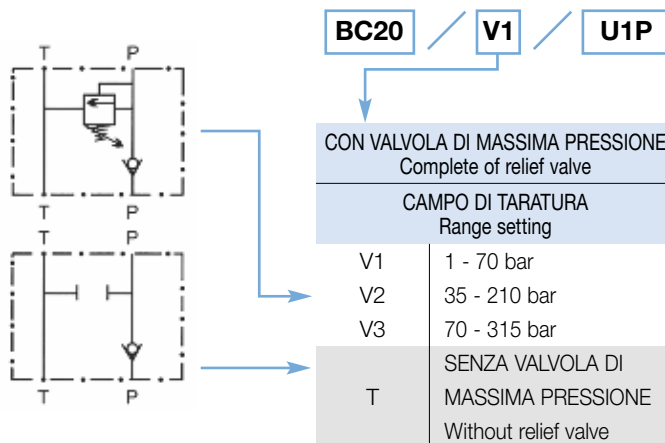 BC20 / V1 / U1P
T P
T P
T P
T P
CON VALVOLA DI MASSIMA PRESSIONE
Complete of relief valve
CAMPO DI TARATURA
Range setting
V1 1 - 70 bar
V2 35 - 210 bar
V3 70 - 315 bar
T SENZA VALVOLA DI
MASSIMA PRESSIONE
Without relief valve